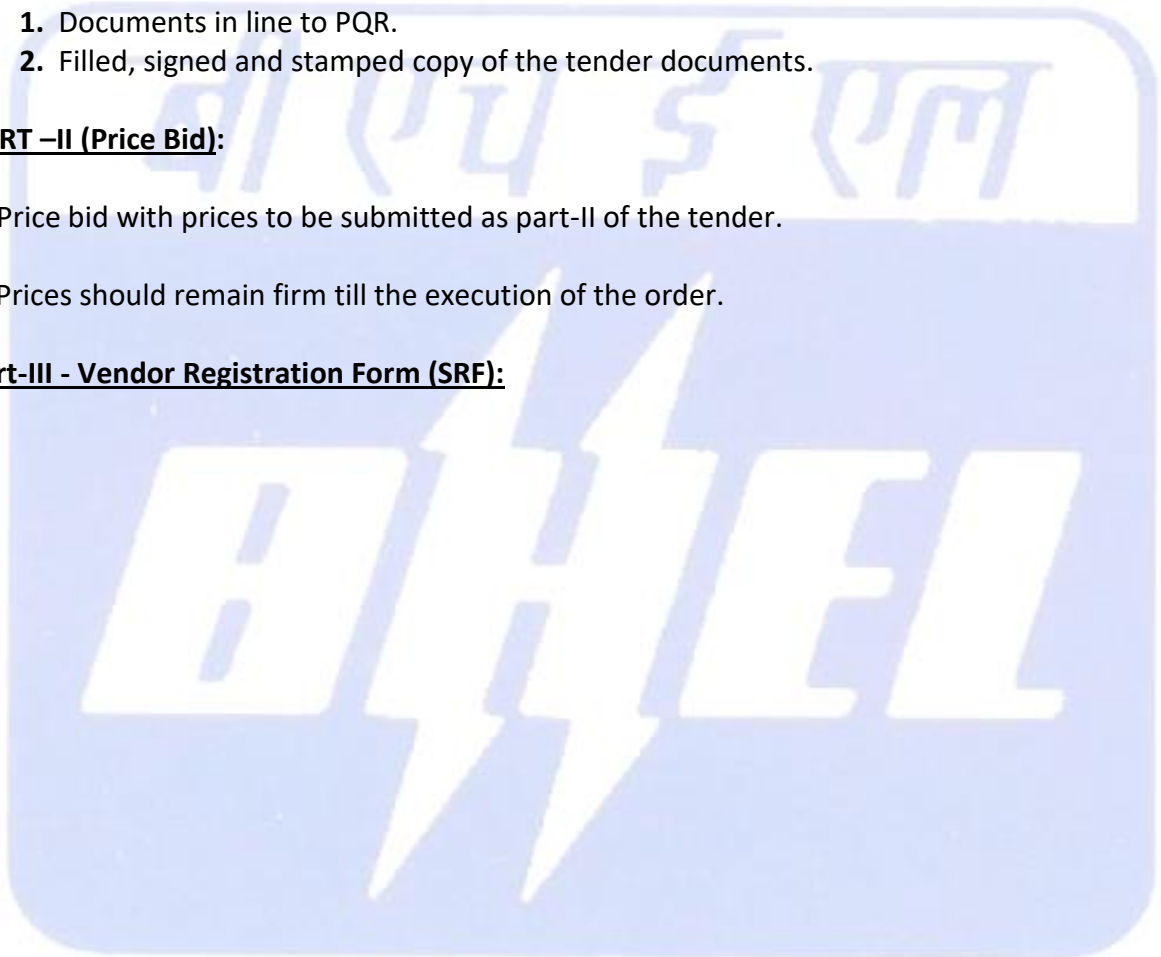 1. Documents in line to PQR.
2. Filled, signed and stamped copy of the tender documents.
RT –II (Price Bid):
Price bid with prices to be submitted as part-II of the tender.
Prices should remain firm till the execution of the order.
rt-III - Vendor Registration Form (SRF):
बी एच ई एल
BHEL